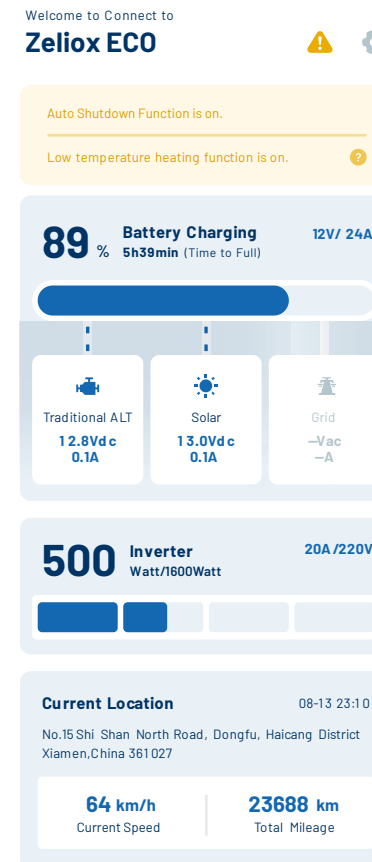 Welcome to Connect to
Zeliox ECO
Auto Shutdown Function is on.
Low temperature heating function is on.
?
89 %
Battery Charging
12V/ 24A
5h39min (Time to Full)
Traditional ALT
12.8Vdc
0.1A
Solar
13.0Vdc
0.1A
Grid
--Vac
--A
500
Inverter
20A/220V
Watt/1600Watt
Current Location
08-13 23:10
No.15 Shi Shan North Road, Dongfu, Haicang District
Xiamen,China 361027
64 km/h
Current Speed
23688 km
Total Mileage